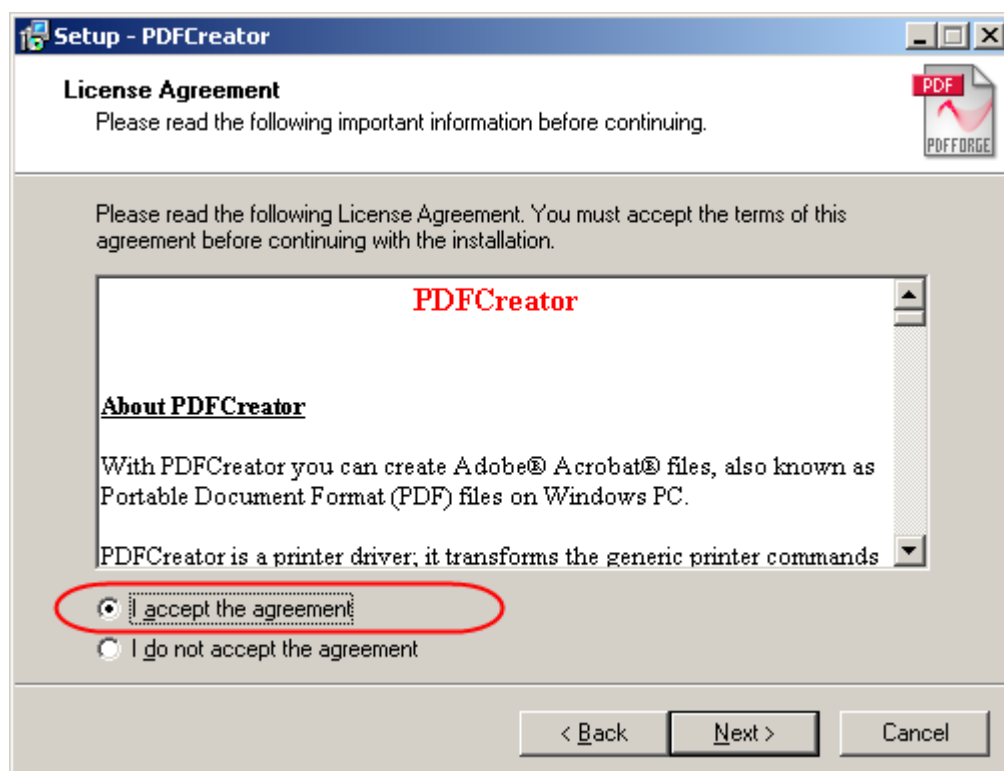 Setup - PDFCreator
License Agreement
Please read the following important information before continuing.
PDF
PDFFORGE
Please read the following License Agreement. You must accept the terms of this
agreement before continuing with the installation.
PDFCreator
About PDFCreator
With PDFCreator you can create Adobe® Acrobat® files, also known as
Portable Document Format (PDF) files on Windows PC.
PDFCreator is a printer driver; it transforms the generic printer commands
I accept the agreement
I do not accept the agreement
< Back
Next >
Cancel